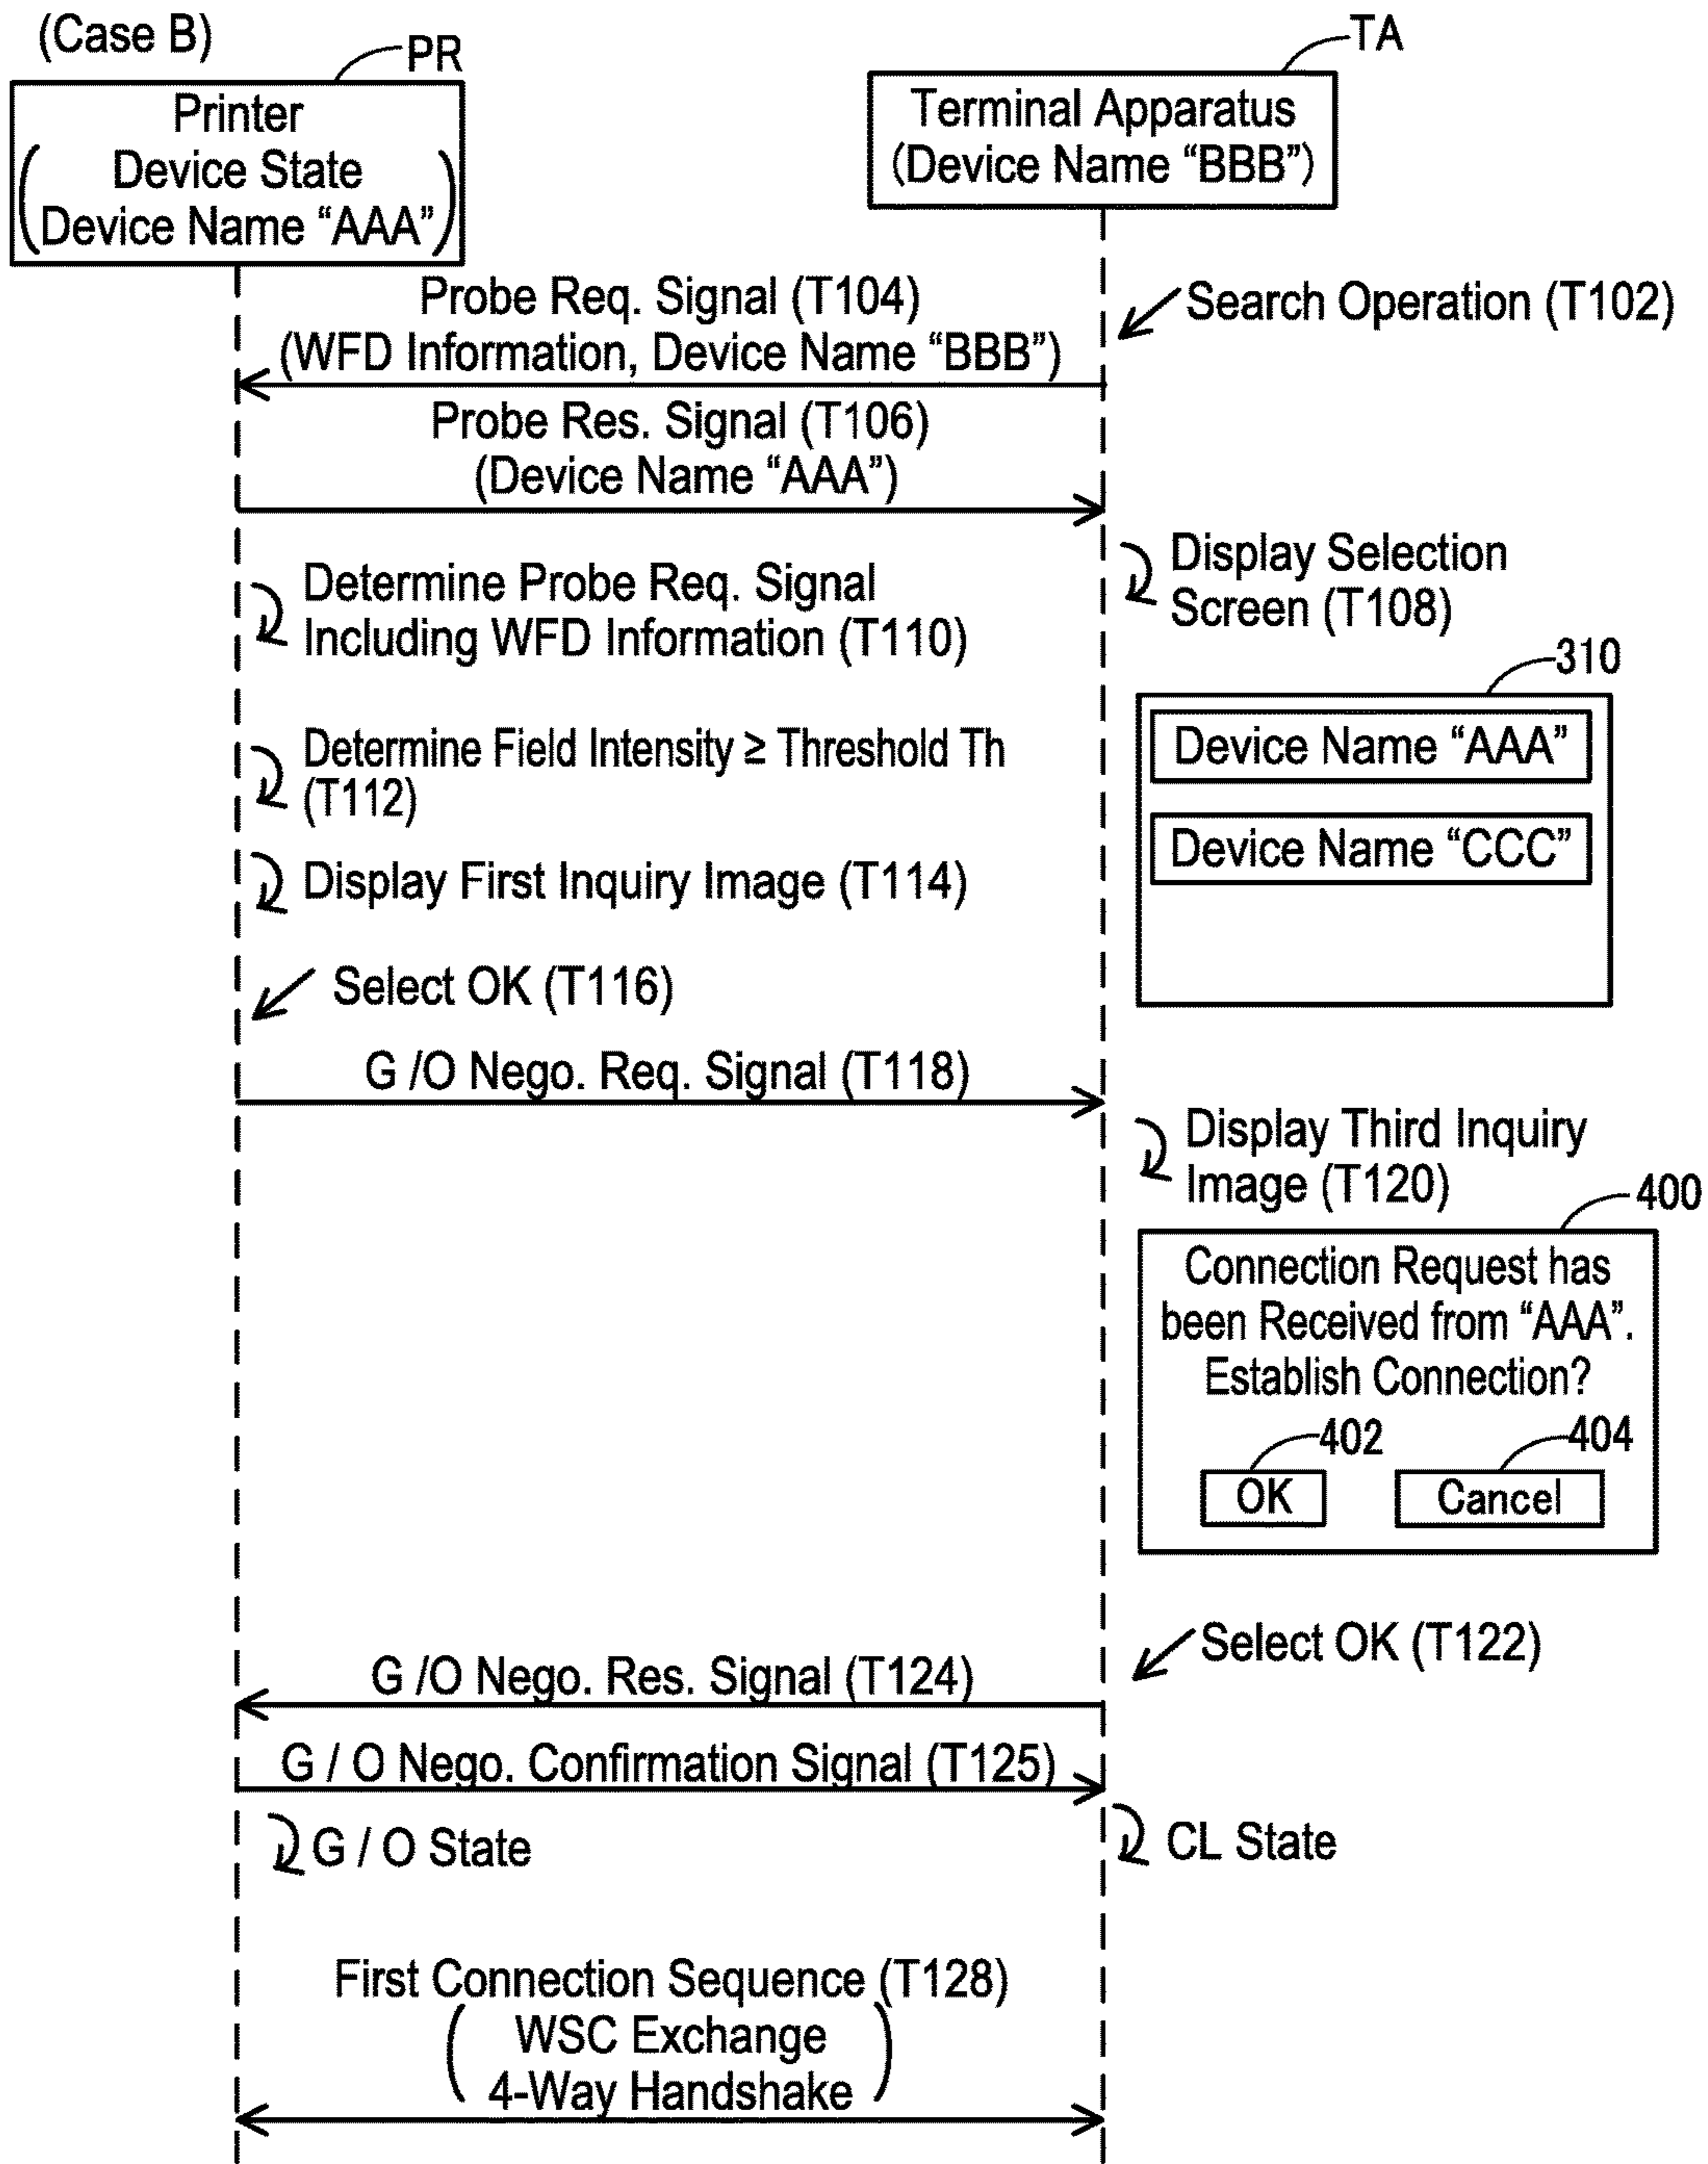 (Case B)
PR
TA
Printer
Device State
Device Name “AAA”
Terminal Apparatus
(Device Name “BBB”)
Probe Req. Signal (T104)
(WFD Information, Device Name “BBB”)
Search Operation (T102)
Probe Res. Signal (T106)
(Device Name “AAA”)
Display Selection
Screen (T108)
Determine Probe Req. Signal
Including WFD Information (T110)
310
Device Name “AAA”
Device Name “CCC”
Determine Field Intensity ≥ Threshold Th
(T112)
Display First Inquiry Image (T114)
Select OK (T116)
G /O Nego. Req. Signal (T118)
Display Third Inquiry
Image (T120)
400
Connection Request has
been Received from “AAA”.
Establish Connection?
402
404
OK
Cancel
Select OK (T122)
G /O Nego. Res. Signal (T124)
G / O Nego. Confirmation Signal (T125)
G / O State
CL State
First Connection Sequence (T128)
( WSC Exchange
4-Way Handshake )